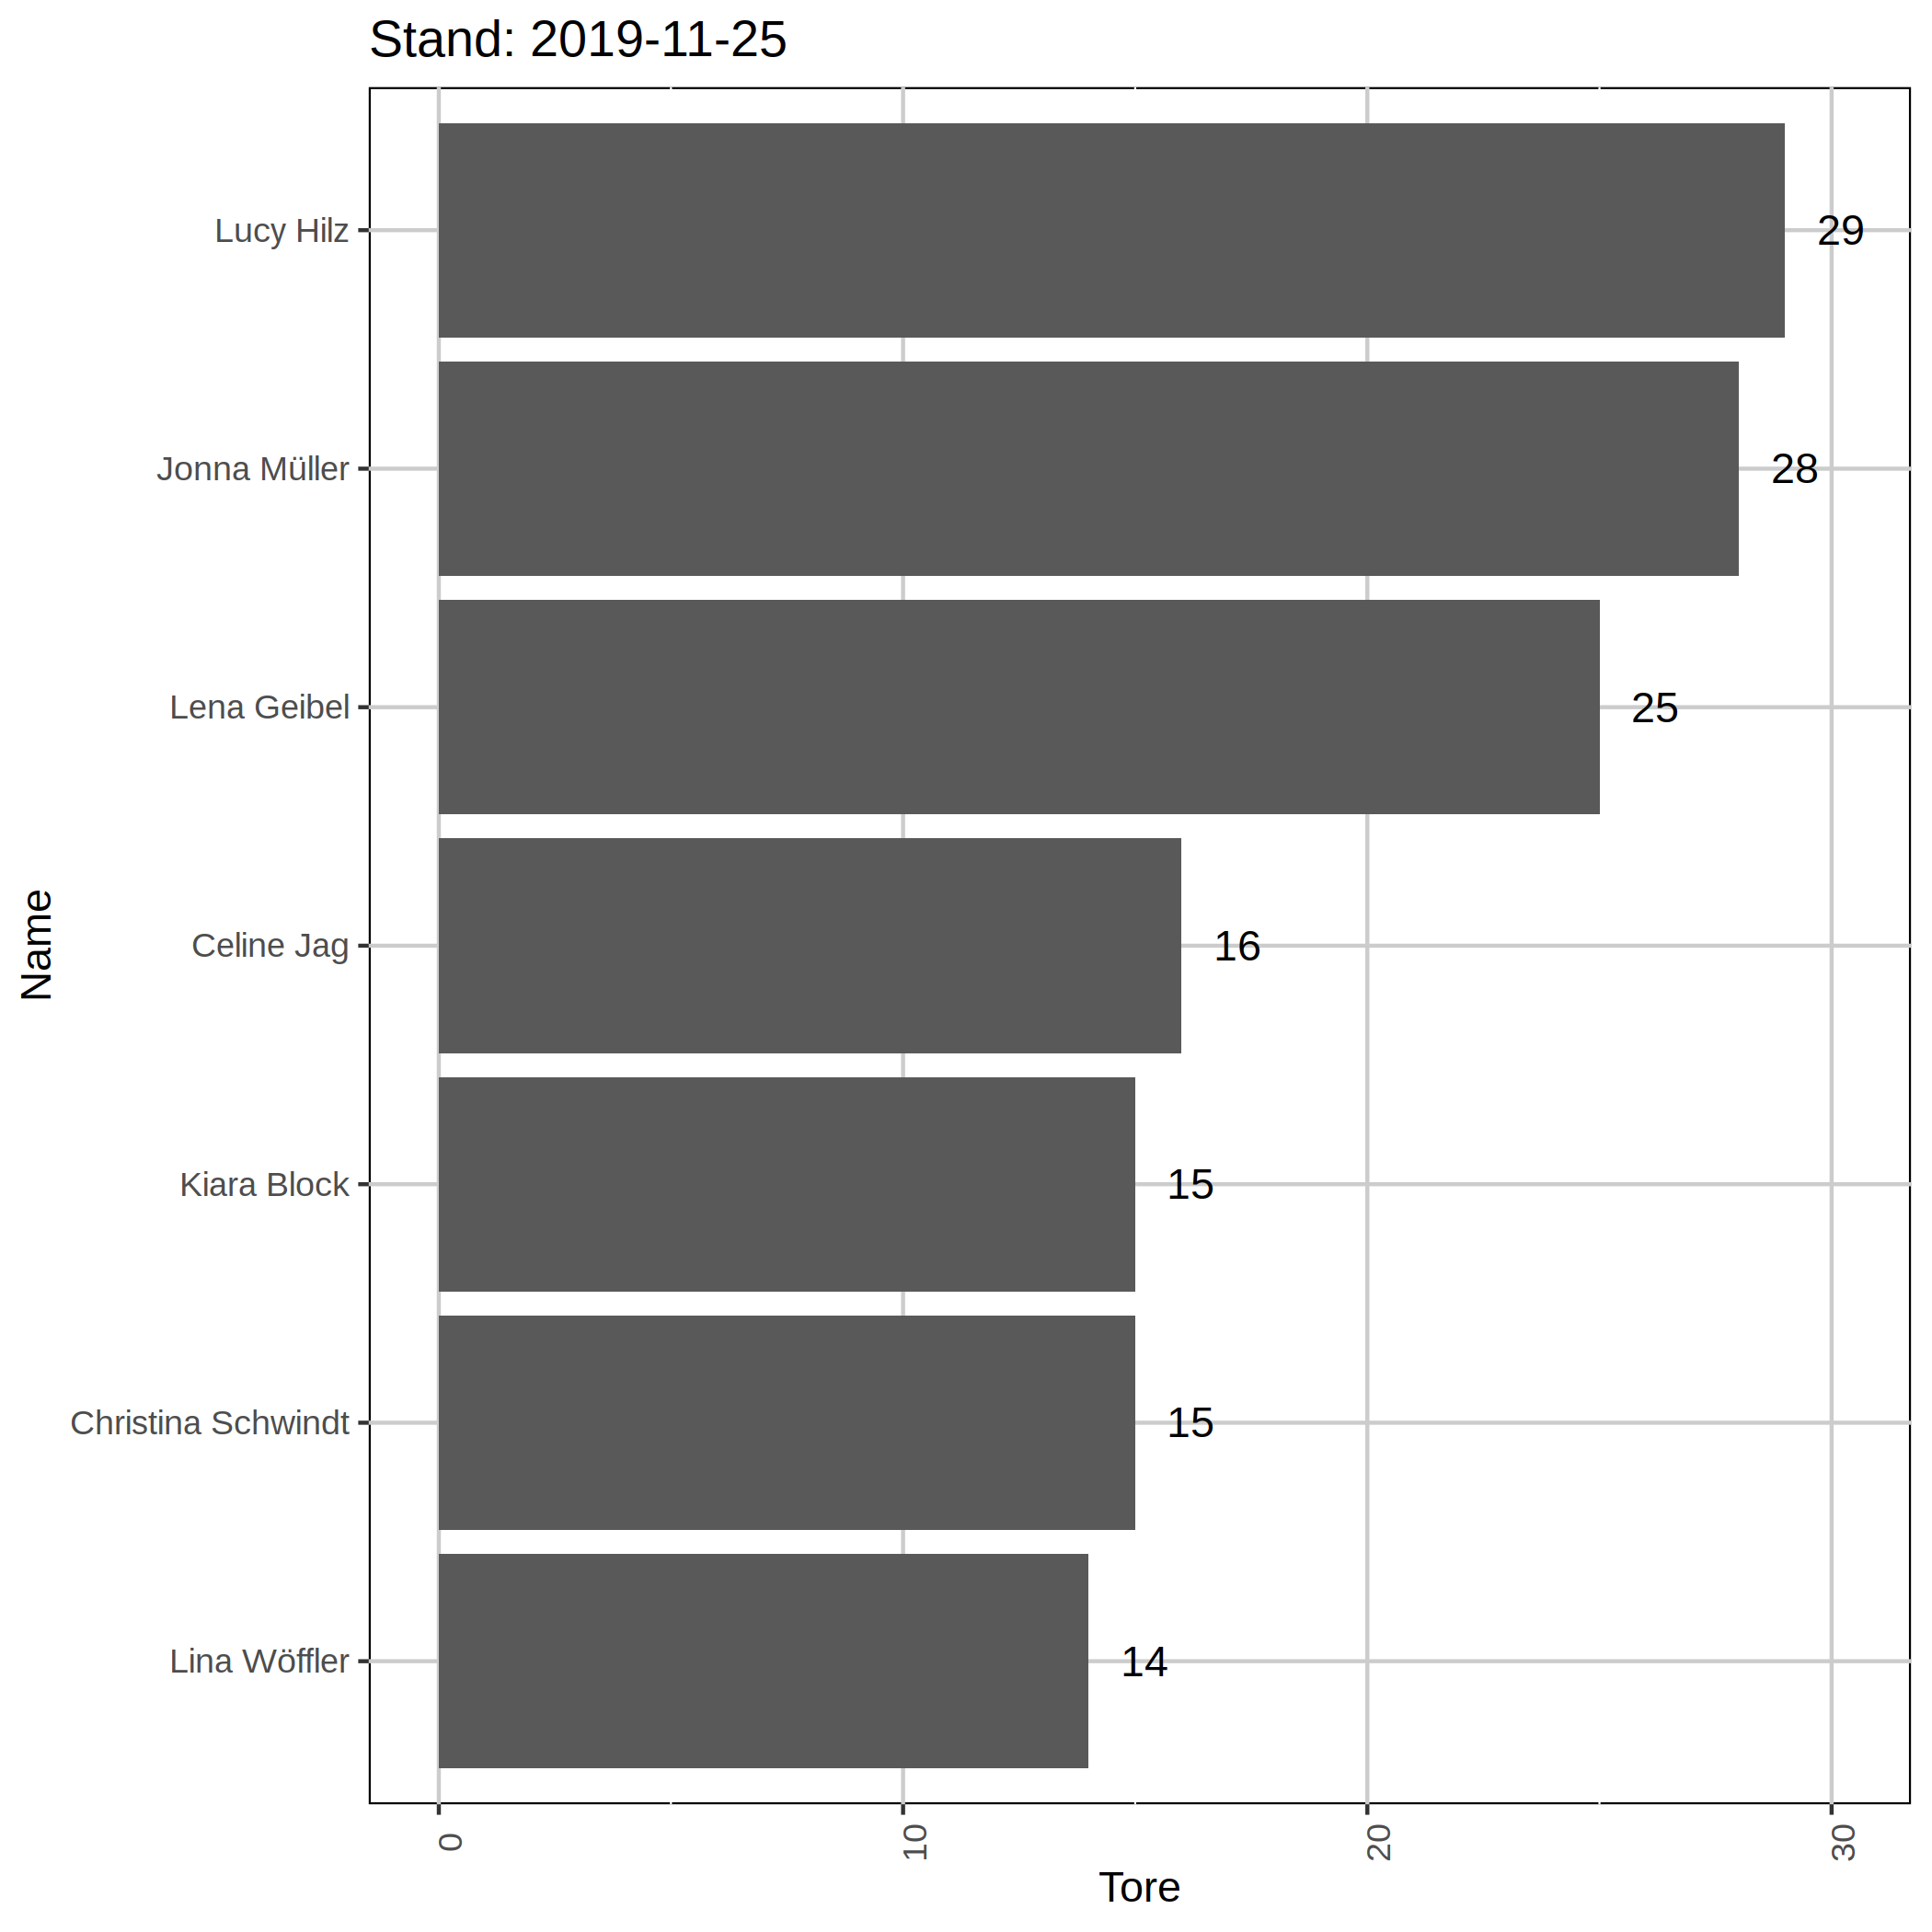 Stand: 2019-11-25
Lucy Hilz 29
Jonna Müller 28
Lena Geibel 25
Celine Jag 16
Kiara Block 15
Christina Schwindt 15
Lina Wöffler 14
Name
0 10 20 30
Tore